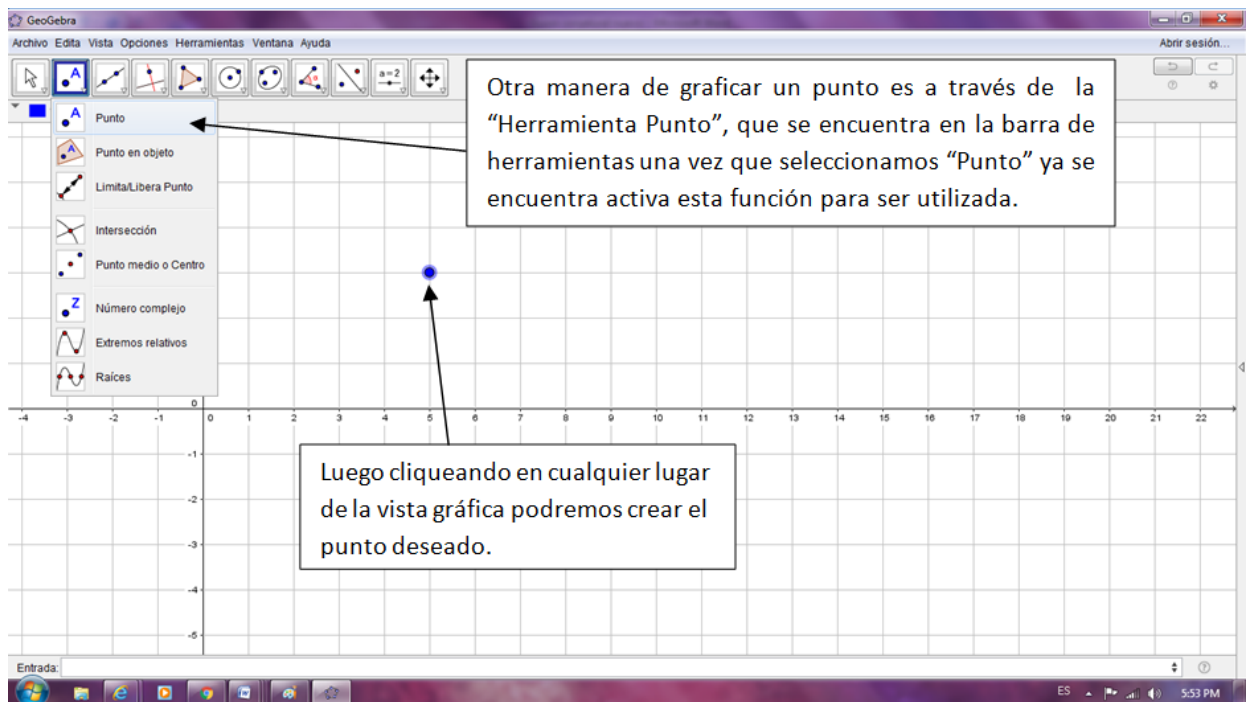 GeoGebra
Archivo Edita Vista Opciones Herramientas Ventana Ayuda
Abrir sesión...
A
a=2
A Punto
A Punto en objeto
Limita/Libera Punto
Intersección
Punto medio o Centro
Z Número complejo
Extremos relativos
Raíces
Otra manera de graficar un punto es a través de la
“Herramienta Punto”, que se encuentra en la barra de
herramientas una vez que seleccionamos “Punto” ya se
encuentra activa esta función para ser utilizada.
0
-4 -3 -2 -1 0 1 2 3 4 5 6 7 8 9 10 11 12 13 14 15 16 17 18 19 20 21 22
-1
-2
-3
-4
-5
Luego cliqueando en cualquier lugar
de la vista gráfica podremos crear el
punto deseado.
Entrada:
ES
5:53 PM